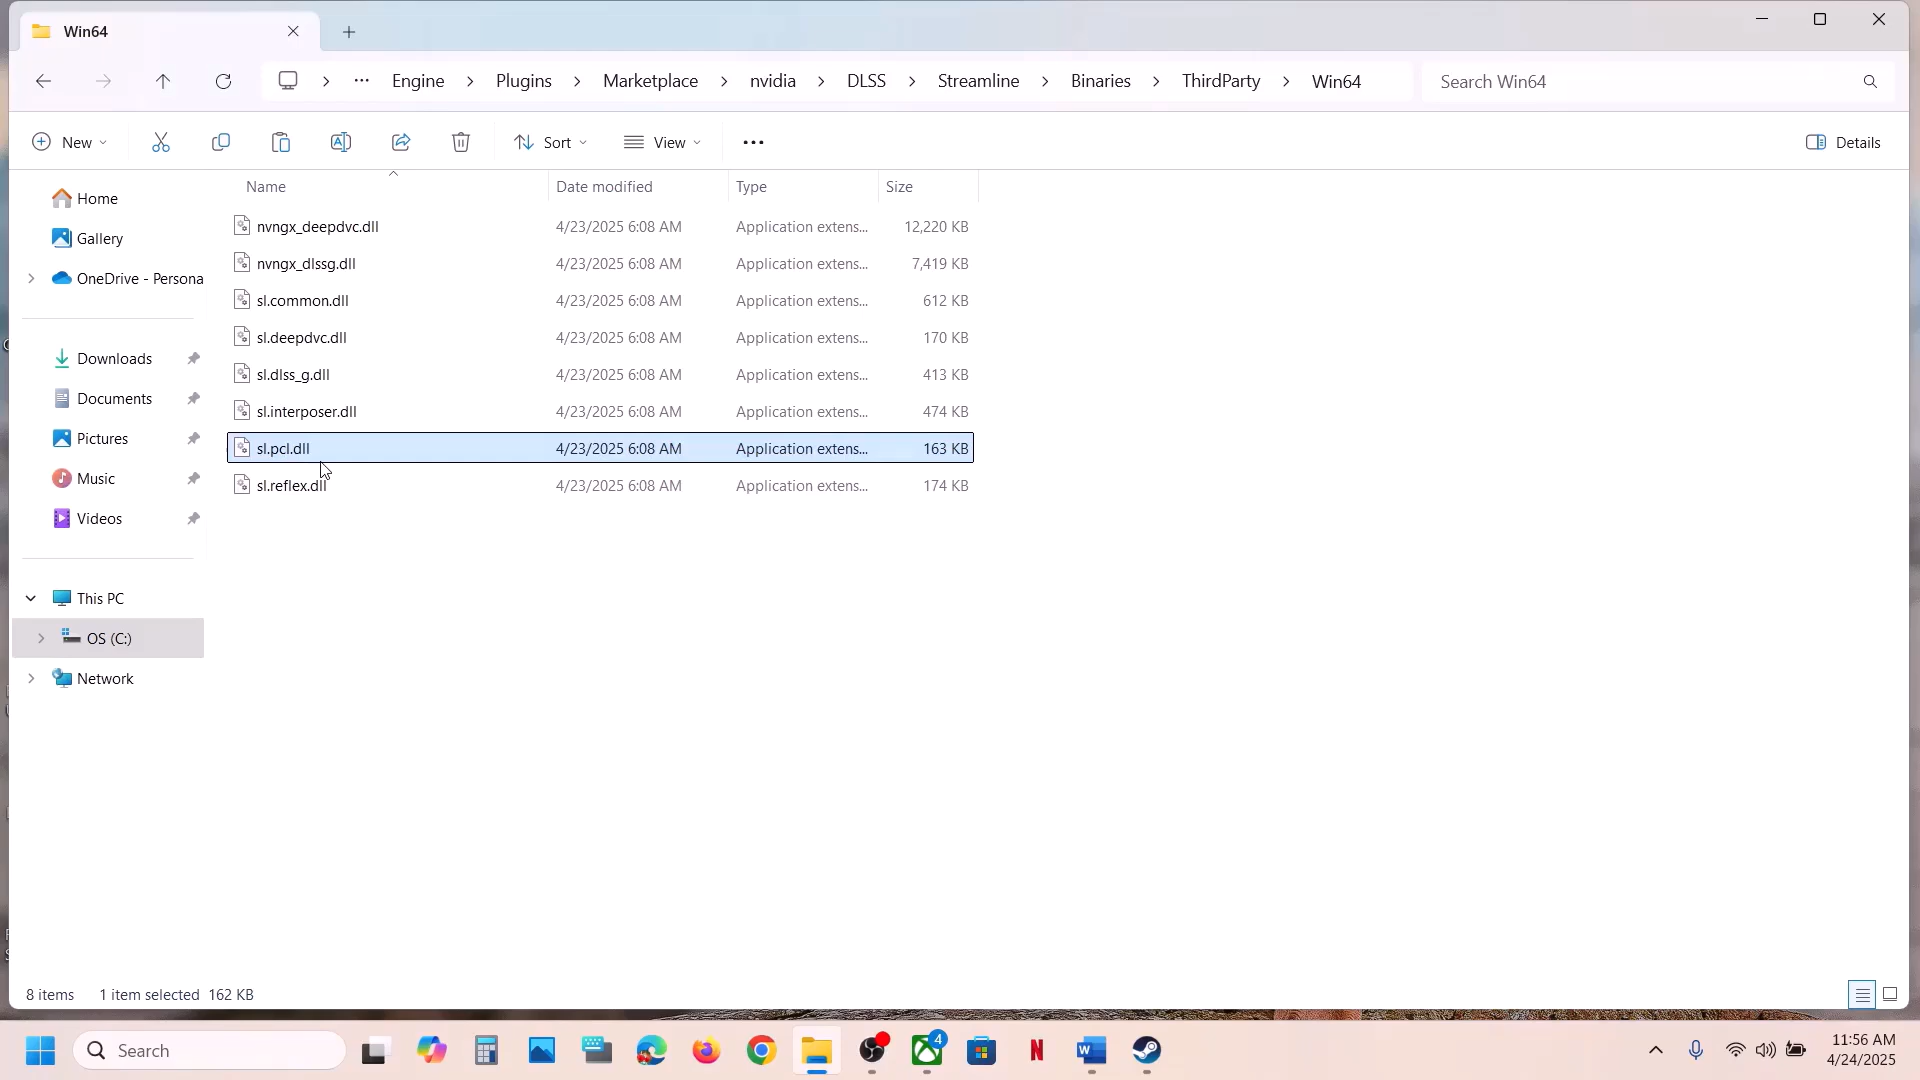 Win64
Engine Plugins Marketplace nvidia DLSS Streamline Binaries ThirdParty Win64
Search Win64
New
Sort
View
Details
Name Date modified Type Size
nvngx_deepdvc.dll 4/23/2025 6:08 AM Application extens... 12,220 KB
nvngx_dlssg.dll 4/23/2025 6:08 AM Application extens... 7,419 KB
sl.common.dll 4/23/2025 6:08 AM Application extens... 612 KB
sl.deepdvc.dll 4/23/2025 6:08 AM Application extens... 170 KB
sl.dlss_g.dll 4/23/2025 6:08 AM Application extens... 413 KB
sl.interposer.dll 4/23/2025 6:08 AM Application extens... 474 KB
sl.pcl.dll 4/23/2025 6:08 AM Application extens... 163 KB
sl.reflex.dll 4/23/2025 6:08 AM Application extens... 174 KB
Home
Gallery
OneDrive - Persona
Downloads
Documents
Pictures
Music
Videos
This PC
OS (C:)
Network
8 items 1 item selected 162 KB
Search
4
11:56 AM
4/24/2025